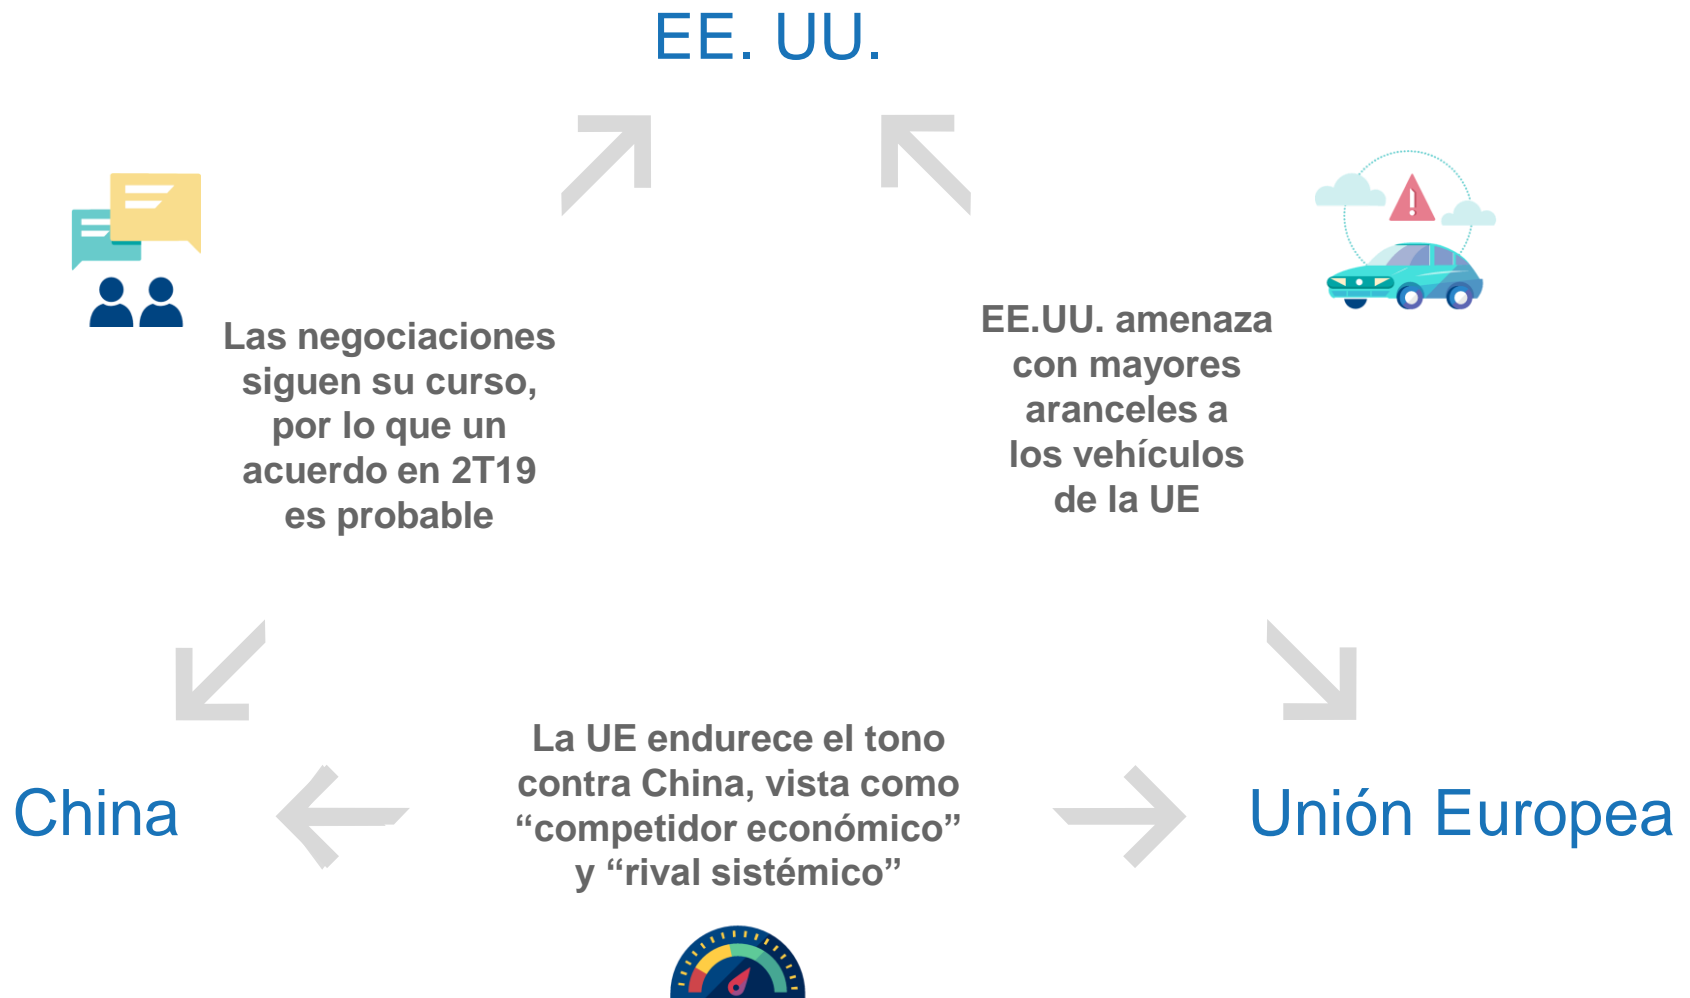 EE. UU.
Las negociaciones
siguen su curso,
por lo que un
acuerdo en 2T19
es probable
EE.UU. amenaza
con mayores
aranceles a
los vehículos
de la UE
China
La UE endurece el tono
contra China, vista como
“competidor económico”
y “rival sistémico”
Unión Europea